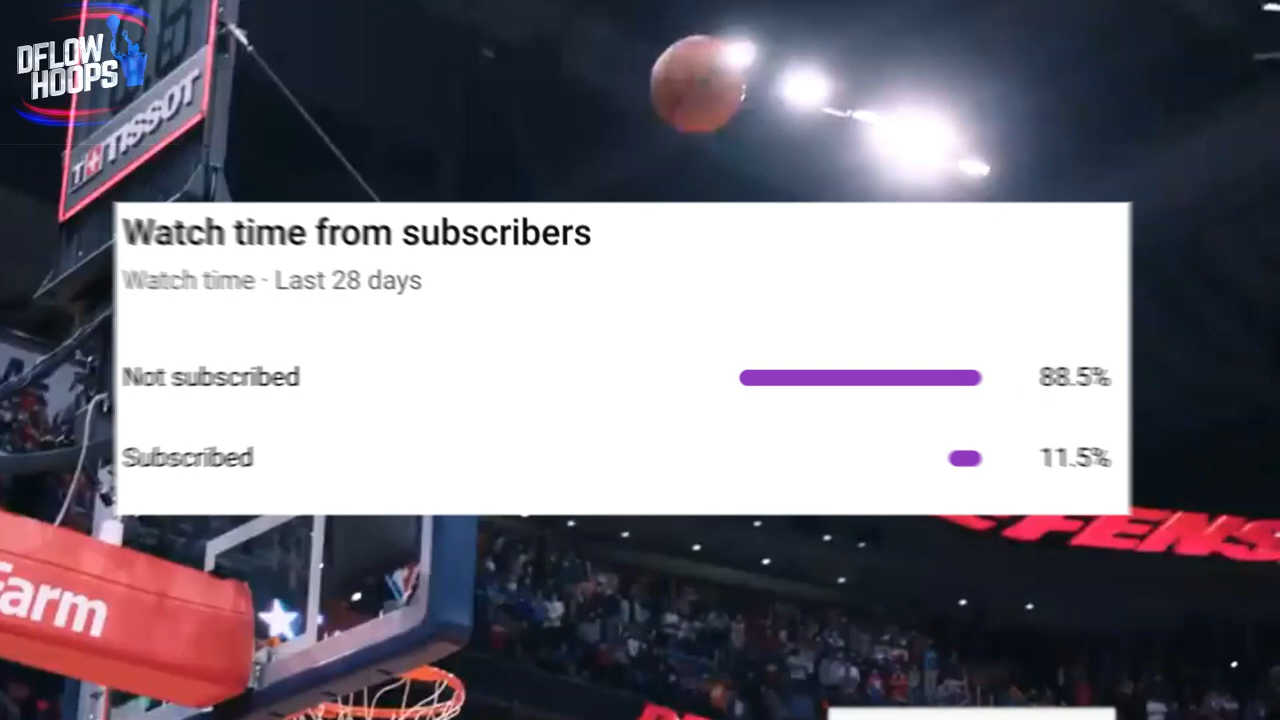 DFLOW
HOOPS
TISSOT
Watch time from subscribers
Watch time · Last 28 days
Not subscribed
88.5%
Subscribed
11.5%
Farm
FENS